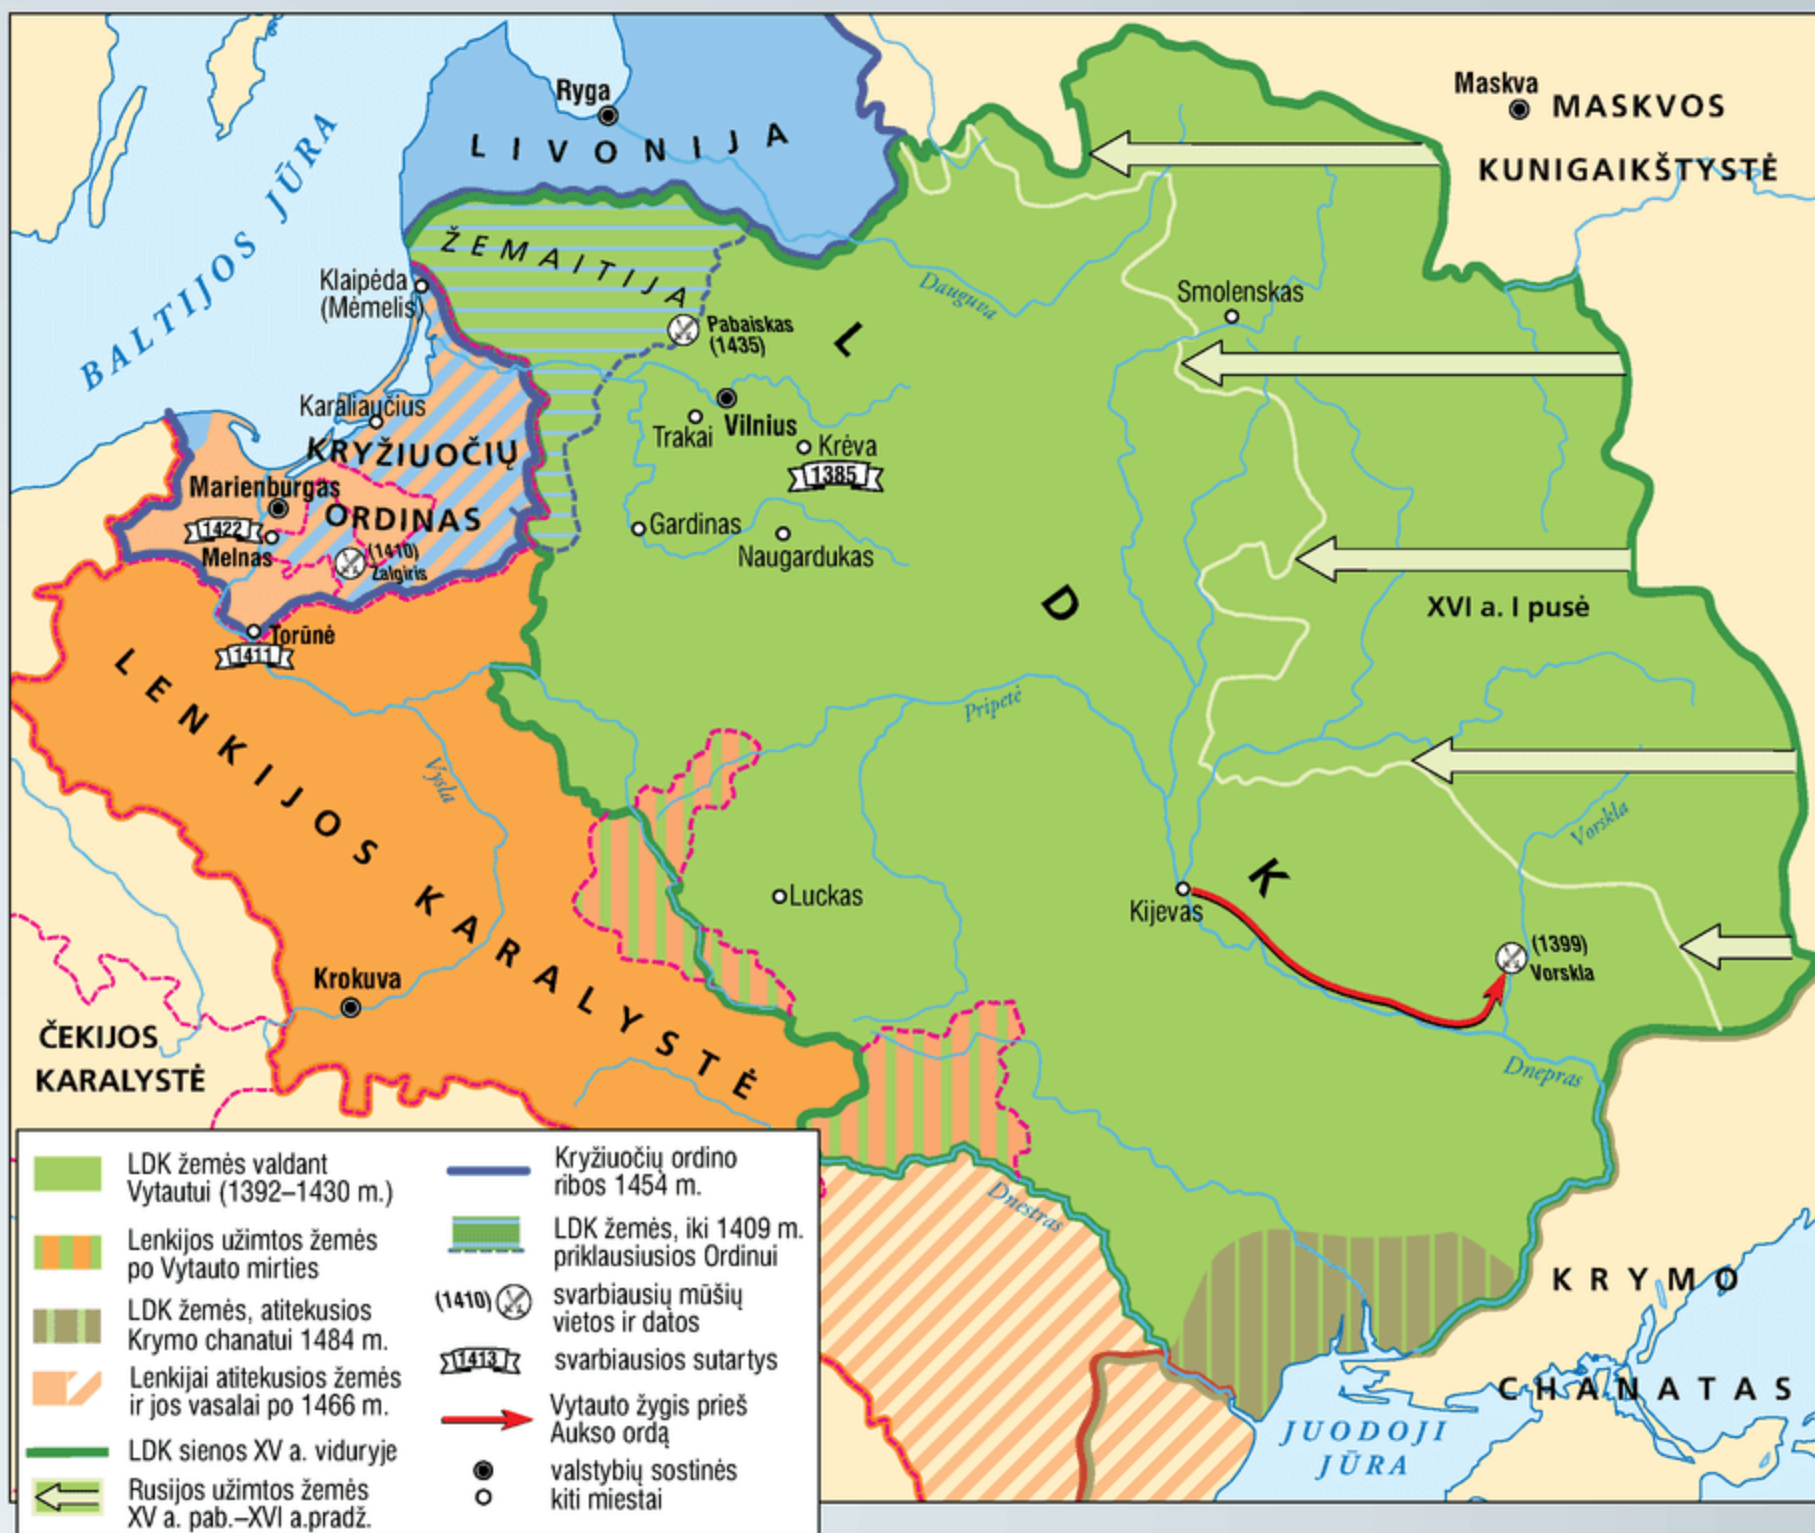 Maskva
MASKVOS
KUNIGAIKŠTYSTĖ
Ryga
LIVONIJA
BALTIJOS JŪRA
ŽEMAITIJA
Klaipėda
(Mėmelis)
Pabaiskas
(1435)
Dauguva
Smolenskas
L
Karaliaučius
KRYŽIUOČIŲ
ORDINAS
Trakai
Vilnius
Krėva
1385
Marienburgas
1422
Melnas
(1410)
Žalgiris
Gardinas
Naugardukas
D
XVI a. I pusė
Torūnė
1411
LENKIJOS KARALYSTĖ
Vysla
Pripetė
Vorskla
K
Luckas
Kijevas
(1399)
Vorskla
Krokuva
ČEKIJOS
KARALYSTĖ
Dnepras
Dnestras
KRYMO
CHANATAS
JUODOJI
JŪRA
LDK žemės valdant
Vytautui (1392–1430 m.)
Lenkijos užimtos žemės
po Vytauto mirties
LDK žemės, atitekusios
Krymo chanatui 1484 m.
Lenkijai atitekusios žemės
ir jos vasalai po 1466 m.
LDK sienos XV a. viduryje
Rusijos užimtos žemės
XV a. pab.–XVI a.pradž.
Kryžiuočių ordino
ribos 1454 m.
LDK žemės, iki 1409 m.
priklausiusios Ordinui
(1410)
svarbiausių mūšių
vietos ir datos
1413
svarbiausios sutartys
Vytauto žygis prieš
Aukso ordą
valstybių sostinės
kiti miestai